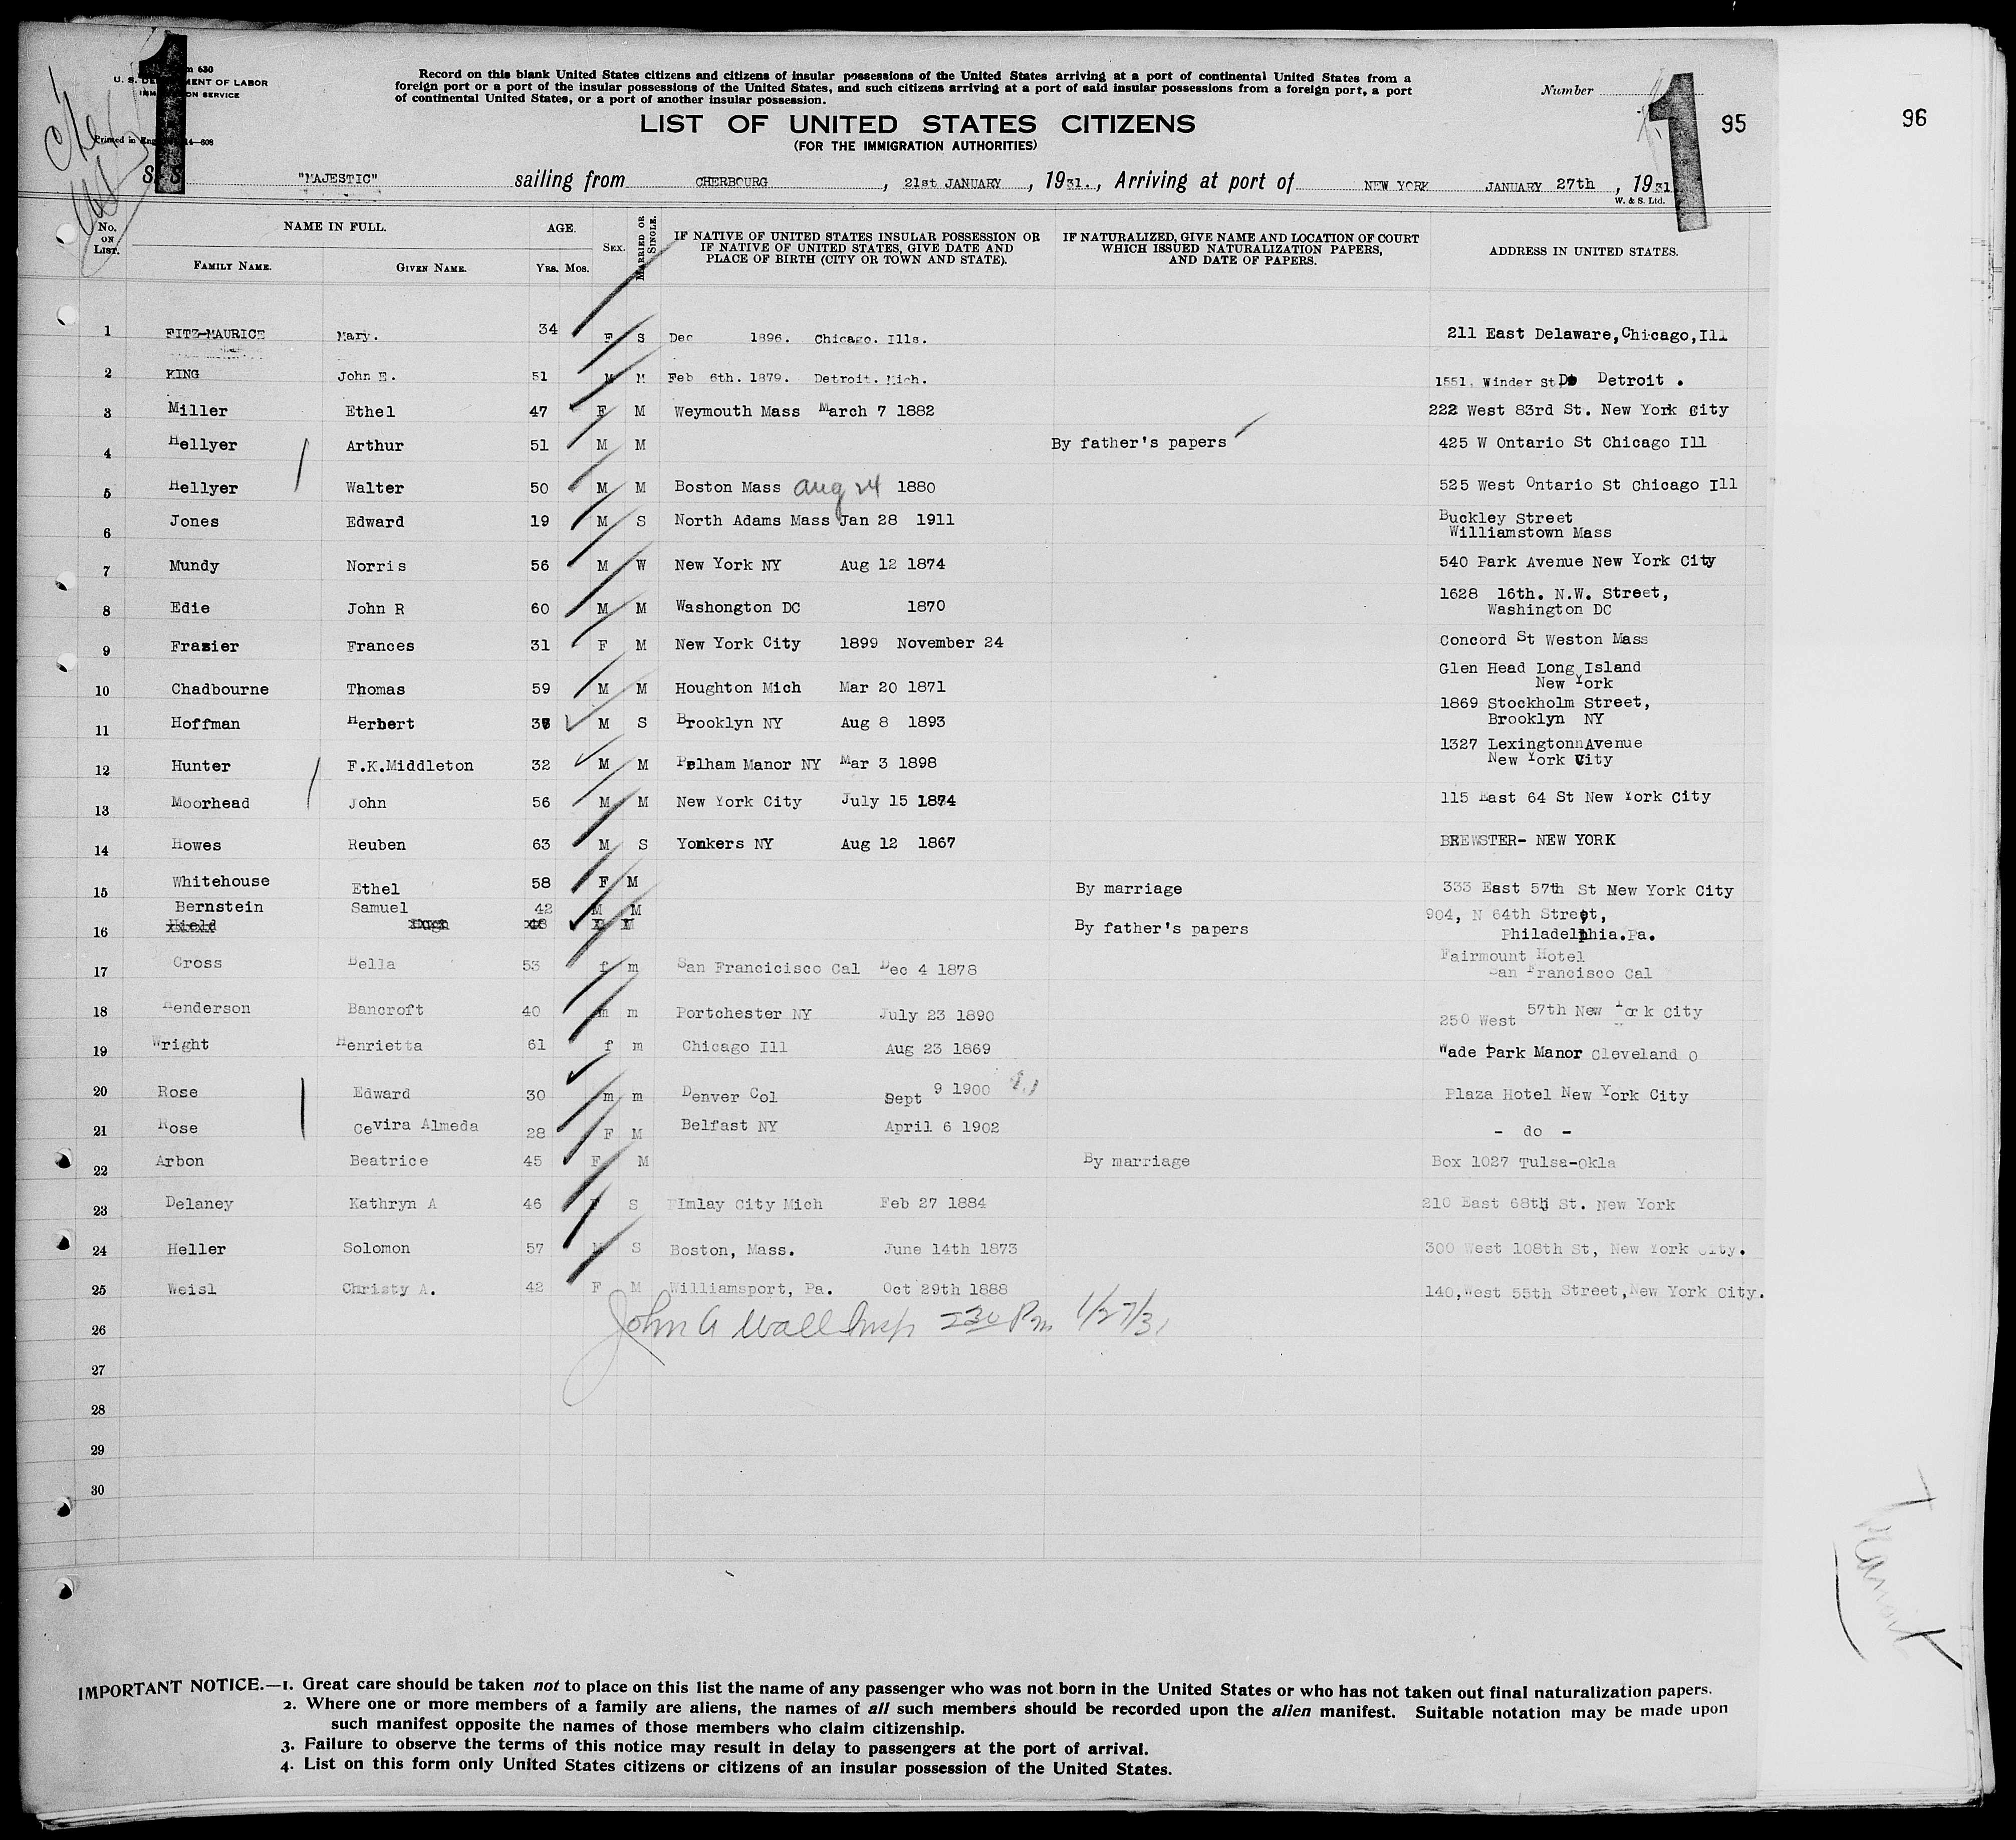 Form 630
U. S. DEPARTMENT OF LABOR
IMMIGRATION SERVICE
Printed in England 14—608
Record on this blank United States citizens and citizens of insular possessions of the United States arriving at a port of continental United States from a
foreign port or a port of the insular possessions of the United States, and such citizens arriving at a port of said insular possessions from a foreign port, a port
of continental United States, or a port of another insular possession.
Number
1
1
95
96
LIST OF UNITED STATES CITIZENS
(FOR THE IMMIGRATION AUTHORITIES)
S. S. "MAJESTIC" sailing from CHERBOURG, 21st JANUARY, 1931., Arriving at port of NEW YORK JANUARY 27th, 1931
W. & S. Ltd.
No. ON LIST. NAME IN FULL. FAMILY NAME. GIVEN NAME. AGE. YRS. MOS. SEX. MARRIED OR SINGLE. IF NATIVE OF UNITED STATES INSULAR POSSESSION OR IF NATIVE OF UNITED STATES, GIVE DATE AND PLACE OF BIRTH (CITY OR TOWN AND STATE). IF NATURALIZED, GIVE NAME AND LOCATION OF COURT WHICH ISSUED NATURALIZATION PAPERS, AND DATE OF PAPERS. ADDRESS IN UNITED STATES.
1 FITZ-MAURICE Mary. 34 F S Dec 1896. Chicago. Ills. 211 East Delaware, Chicago, Ill
2 KING John E. 51 M M Feb 6th. 1879. Detroit. Mich. 1551, Winder St Detroit .
3 Miller Ethel 47 F M Weymouth Mass March 7 1882 222 West 83rd St. New York City
4 Hellyer Arthur 51 M M By father's papers 425 W Ontario St Chicago Ill
5 Hellyer Walter 50 M M Boston Mass Aug 24 1880 525 West Ontario St Chicago Ill
6 Jones Edward 19 M S North Adams Mass Jan 28 1911 Buckley Street
Williamstown Mass
7 Mundy Norris 56 M W New York NY Aug 12 1874 540 Park Avenue New York City
8 Edie John R 60 M M Washongton DC 1870 1628 16th. N.W. Street,
Washington DC
9 Frazier Frances 31 F M New York City 1899 November 24 Concord St Weston Mass
10 Chadbourne Thomas 59 M M Houghton Mich Mar 20 1871 Glen Head Long Island
New York
11 Hoffman Herbert 37 M S Brooklyn NY Aug 8 1893 1869 Stockholm Street,
Brooklyn NY
12 Hunter F.K.Middleton 32 M M Pelham Manor NY Mar 3 1898 1327 LexingtonnAvenue
New York City
13 Moorhead John 56 M M New York City July 15 1874 115 East 64 St New York City
14 Howes Reuben 63 M S Yonkers NY Aug 12 1867 BREWSTER- NEW YORK
15 Whitehouse Ethel 58 F M By marriage 333 East 57th St New York City
Bernstein Samuel 42 M M 904, N 64th Street,
16 Hield Hugh 48 By father's papers Philadelphia.Pa.
17 Cross Della 53 f m San Francicisco Cal Dec 4 1878 Fairmount Hotel
San Francisco Cal
18 Henderson Bancroft 40 m m Portchester NY July 23 1890 250 West 57th New York City
19 Wright Henrietta 61 f m Chicago Ill Aug 23 1869 Wade Park Manor Cleveland O
20 Rose Edward 30 m m Denver Col Sept 9 1900 Plaza Hotel New York City
21 Rose Cevira Almeda 28 F M Belfast NY April 6 1902 - do -
22 Arbon Beatrice 45 F M By marriage Box 1027 Tulsa-Okla
23 Delaney Kathryn A 46 F S Imlay City Mich Feb 27 1884 210 East 68th St. New York
24 Heller Solomon 57 M S Boston, Mass. June 14th 1873 300 West 108th St, New York City.
25 Weisl Christy A. 42 F M Williamsport, Pa. Oct 29th 1888 140, West 55th Street, New York City.
John A Wall Insp 230 Pm 1/27/31
26
27
28
29
30
IMPORTANT NOTICE.—1. Great care should be taken not to place on this list the name of any passenger who was not born in the United States or who has not taken out final naturalization papers.
2. Where one or more members of a family are aliens, the names of all such members should be recorded upon the alien manifest. Suitable notation may be made upon
such manifest opposite the names of those members who claim citizenship.
3. Failure to observe the terms of this notice may result in delay to passengers at the port of arrival.
4. List on this form only United States citizens or citizens of an insular possession of the United States.